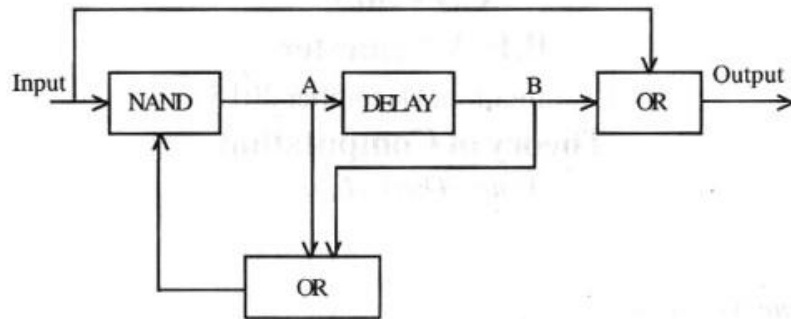 Input
NAND
A
DELAY
B
OR
Output
OR